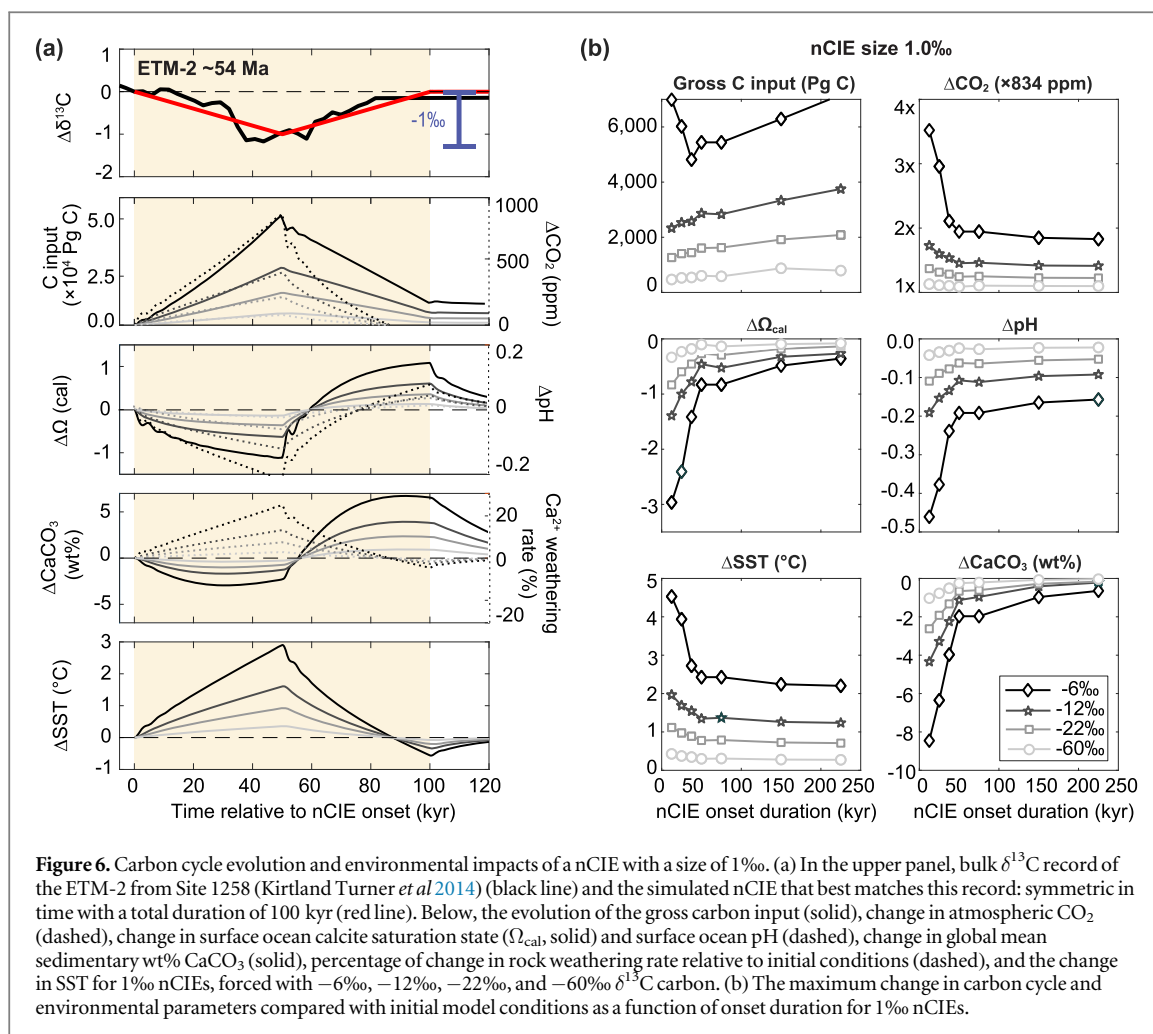 (a)
ETM-2 ~54 Ma
1
0
-1
-2
Δδ¹³C
-1‰
5.0
2.5
0.0
C input
(×10⁴ Pg C)
1000
500
0
ΔCO₂ (ppm)
1
0
-1
ΔΩ (cal)
0.2
0
-0.2
ΔpH
5
0
-5
ΔCaCO₃
(wt%)
20
0
-20
Ca²⁺ weathering
rate (%)
3
2
1
0
-1
ΔSST (°C)
0 20 40 60 80 100 120
Time relative to nCIE onset (kyr)
(b)
nCIE size 1.0‰
Gross C input (Pg C)
6,000
4,000
2,000
0
ΔCO₂ (×834 ppm)
4x
3x
2x
1x
ΔΩcal
0
-1
-2
-3
ΔpH
0.0
-0.1
-0.2
-0.3
-0.4
-0.5
ΔSST (°C)
5
4
3
2
1
0
0 50 100 150 200 250
nCIE onset duration (kyr)
ΔCaCO₃ (wt%)
0
-2
-4
-6
-8
-10
-6‰
-12‰
-22‰
-60‰
0 50 100 150 200 250
nCIE onset duration (kyr)
Figure 6. Carbon cycle evolution and environmental impacts of a nCIE with a size of 1‰. (a) In the upper panel, bulk δ¹³C record of
the ETM-2 from Site 1258 (Kirtland Turner et al 2014) (black line) and the simulated nCIE that best matches this record: symmetric in
time with a total duration of 100 kyr (red line). Below, the evolution of the gross carbon input (solid), change in atmospheric CO₂
(dashed), change in surface ocean calcite saturation state (Ωcal, solid) and surface ocean pH (dashed), change in global mean
sedimentary wt% CaCO₃ (solid), percentage of change in rock weathering rate relative to initial conditions (dashed), and the change
in SST for 1‰ nCIEs, forced with −6‰, −12‰, −22‰, and −60‰ δ¹³C carbon. (b) The maximum change in carbon cycle and
environmental parameters compared with initial model conditions as a function of onset duration for 1‰ nCIEs.